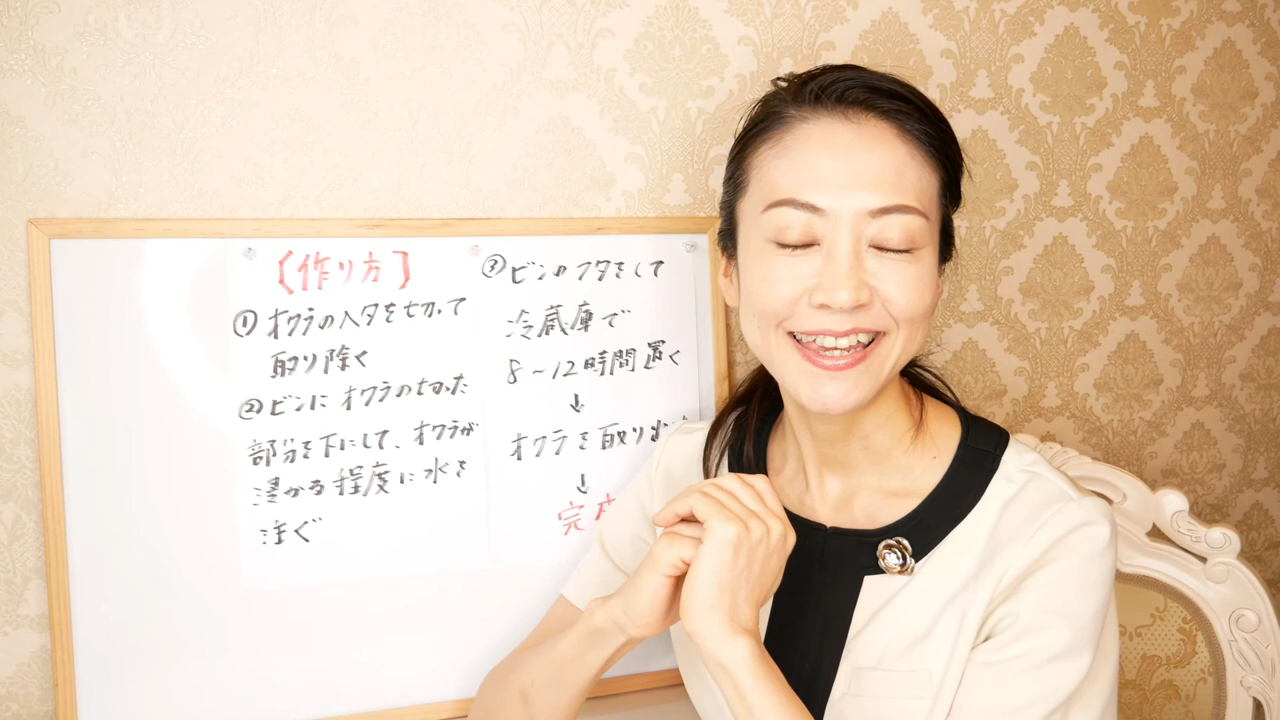 【作り方】
① オクラのヘタを切って
取り除く
② ビンに オクラの切った
部分を下にして、オクラが
浸かる程度に水を
注ぐ
③ ビンのフタをして
冷蔵庫で
8~12時間置く
↓
オクラを取り出
↓
完